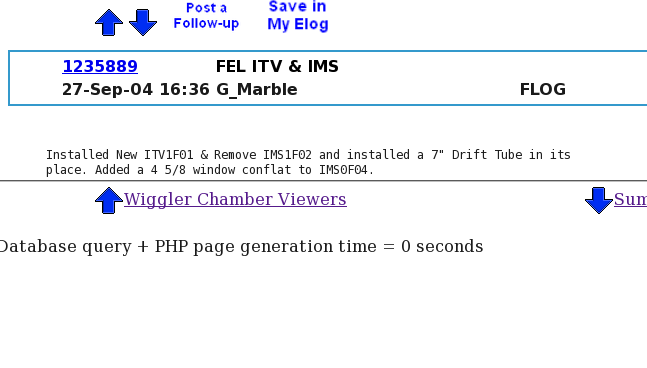 Post a Follow-up
Save in My Elog
1235889 FEL ITV & IMS
27-Sep-04 16:36 G_Marble FLOG
Installed New ITV1F01 & Remove IMS1F02 and installed a 7" Drift Tube in its
place. Added a 4 5/8 window conflat to IMS0F04.
Wiggler Chamber Viewers
Database query + PHP page generation time = 0 seconds